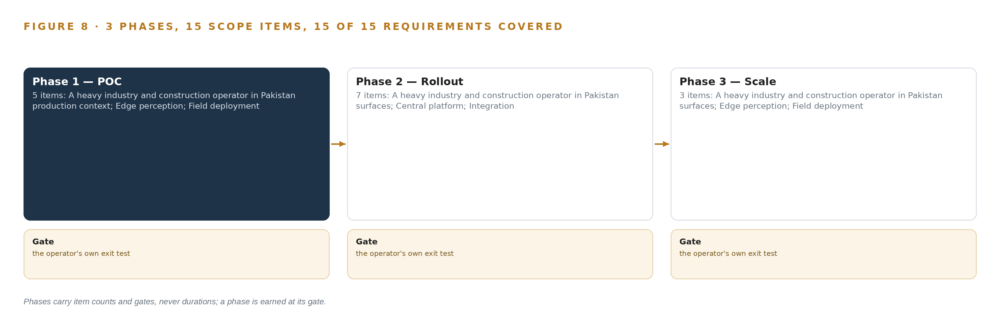 FIGURE 8 · 3 PHASES, 15 SCOPE ITEMS, 15 OF 15 REQUIREMENTS COVERED
Phase 1 — POC
5 items: A heavy industry and construction operator in Pakistan
production context; Edge perception; Field deployment
Phase 2 — Rollout
7 items: A heavy industry and construction operator in Pakistan
surfaces; Central platform; Integration
Phase 3 — Scale
3 items: A heavy industry and construction operator in Pakistan
surfaces; Edge perception; Field deployment
Gate
the operator's own exit test
Gate
the operator's own exit test
Gate
the operator's own exit test
Phases carry item counts and gates, never durations; a phase is earned at its gate.